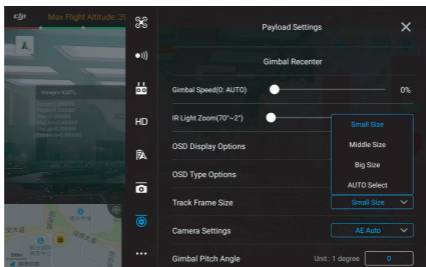 dji
Max Flight Altitude: 39
Payload Settings
Gimbal Recenter
Gimbal Speed(0: AUTO)
0%
HD
IR Light Zoom(70°~2°)
Small Size
Middle Size
Big Size
AUTO Select
OSD Display Options
OSD Type Options
Track Frame Size
Small Size
Camera Settings
AE Auto
Gimbal Pitch Angle
Unit : 1 degree
0